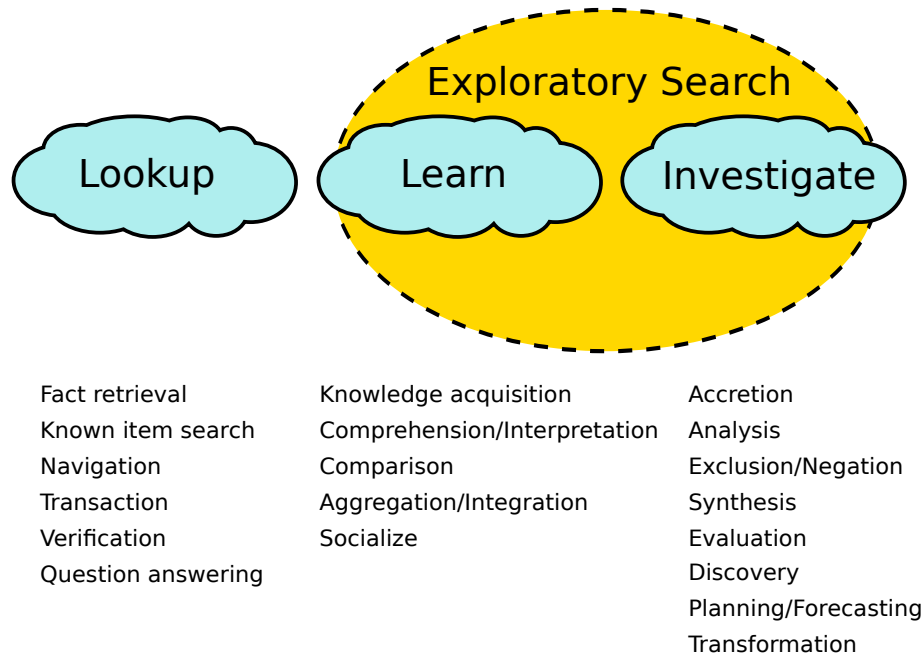 Exploratory Search
Lookup
Learn
Investigate
Fact retrieval
Known item search
Navigation
Transaction
Verification
Question answering
Knowledge acquisition
Comprehension/Interpretation
Comparison
Aggregation/Integration
Socialize
Accretion
Analysis
Exclusion/Negation
Synthesis
Evaluation
Discovery
Planning/Forecasting
Transformation